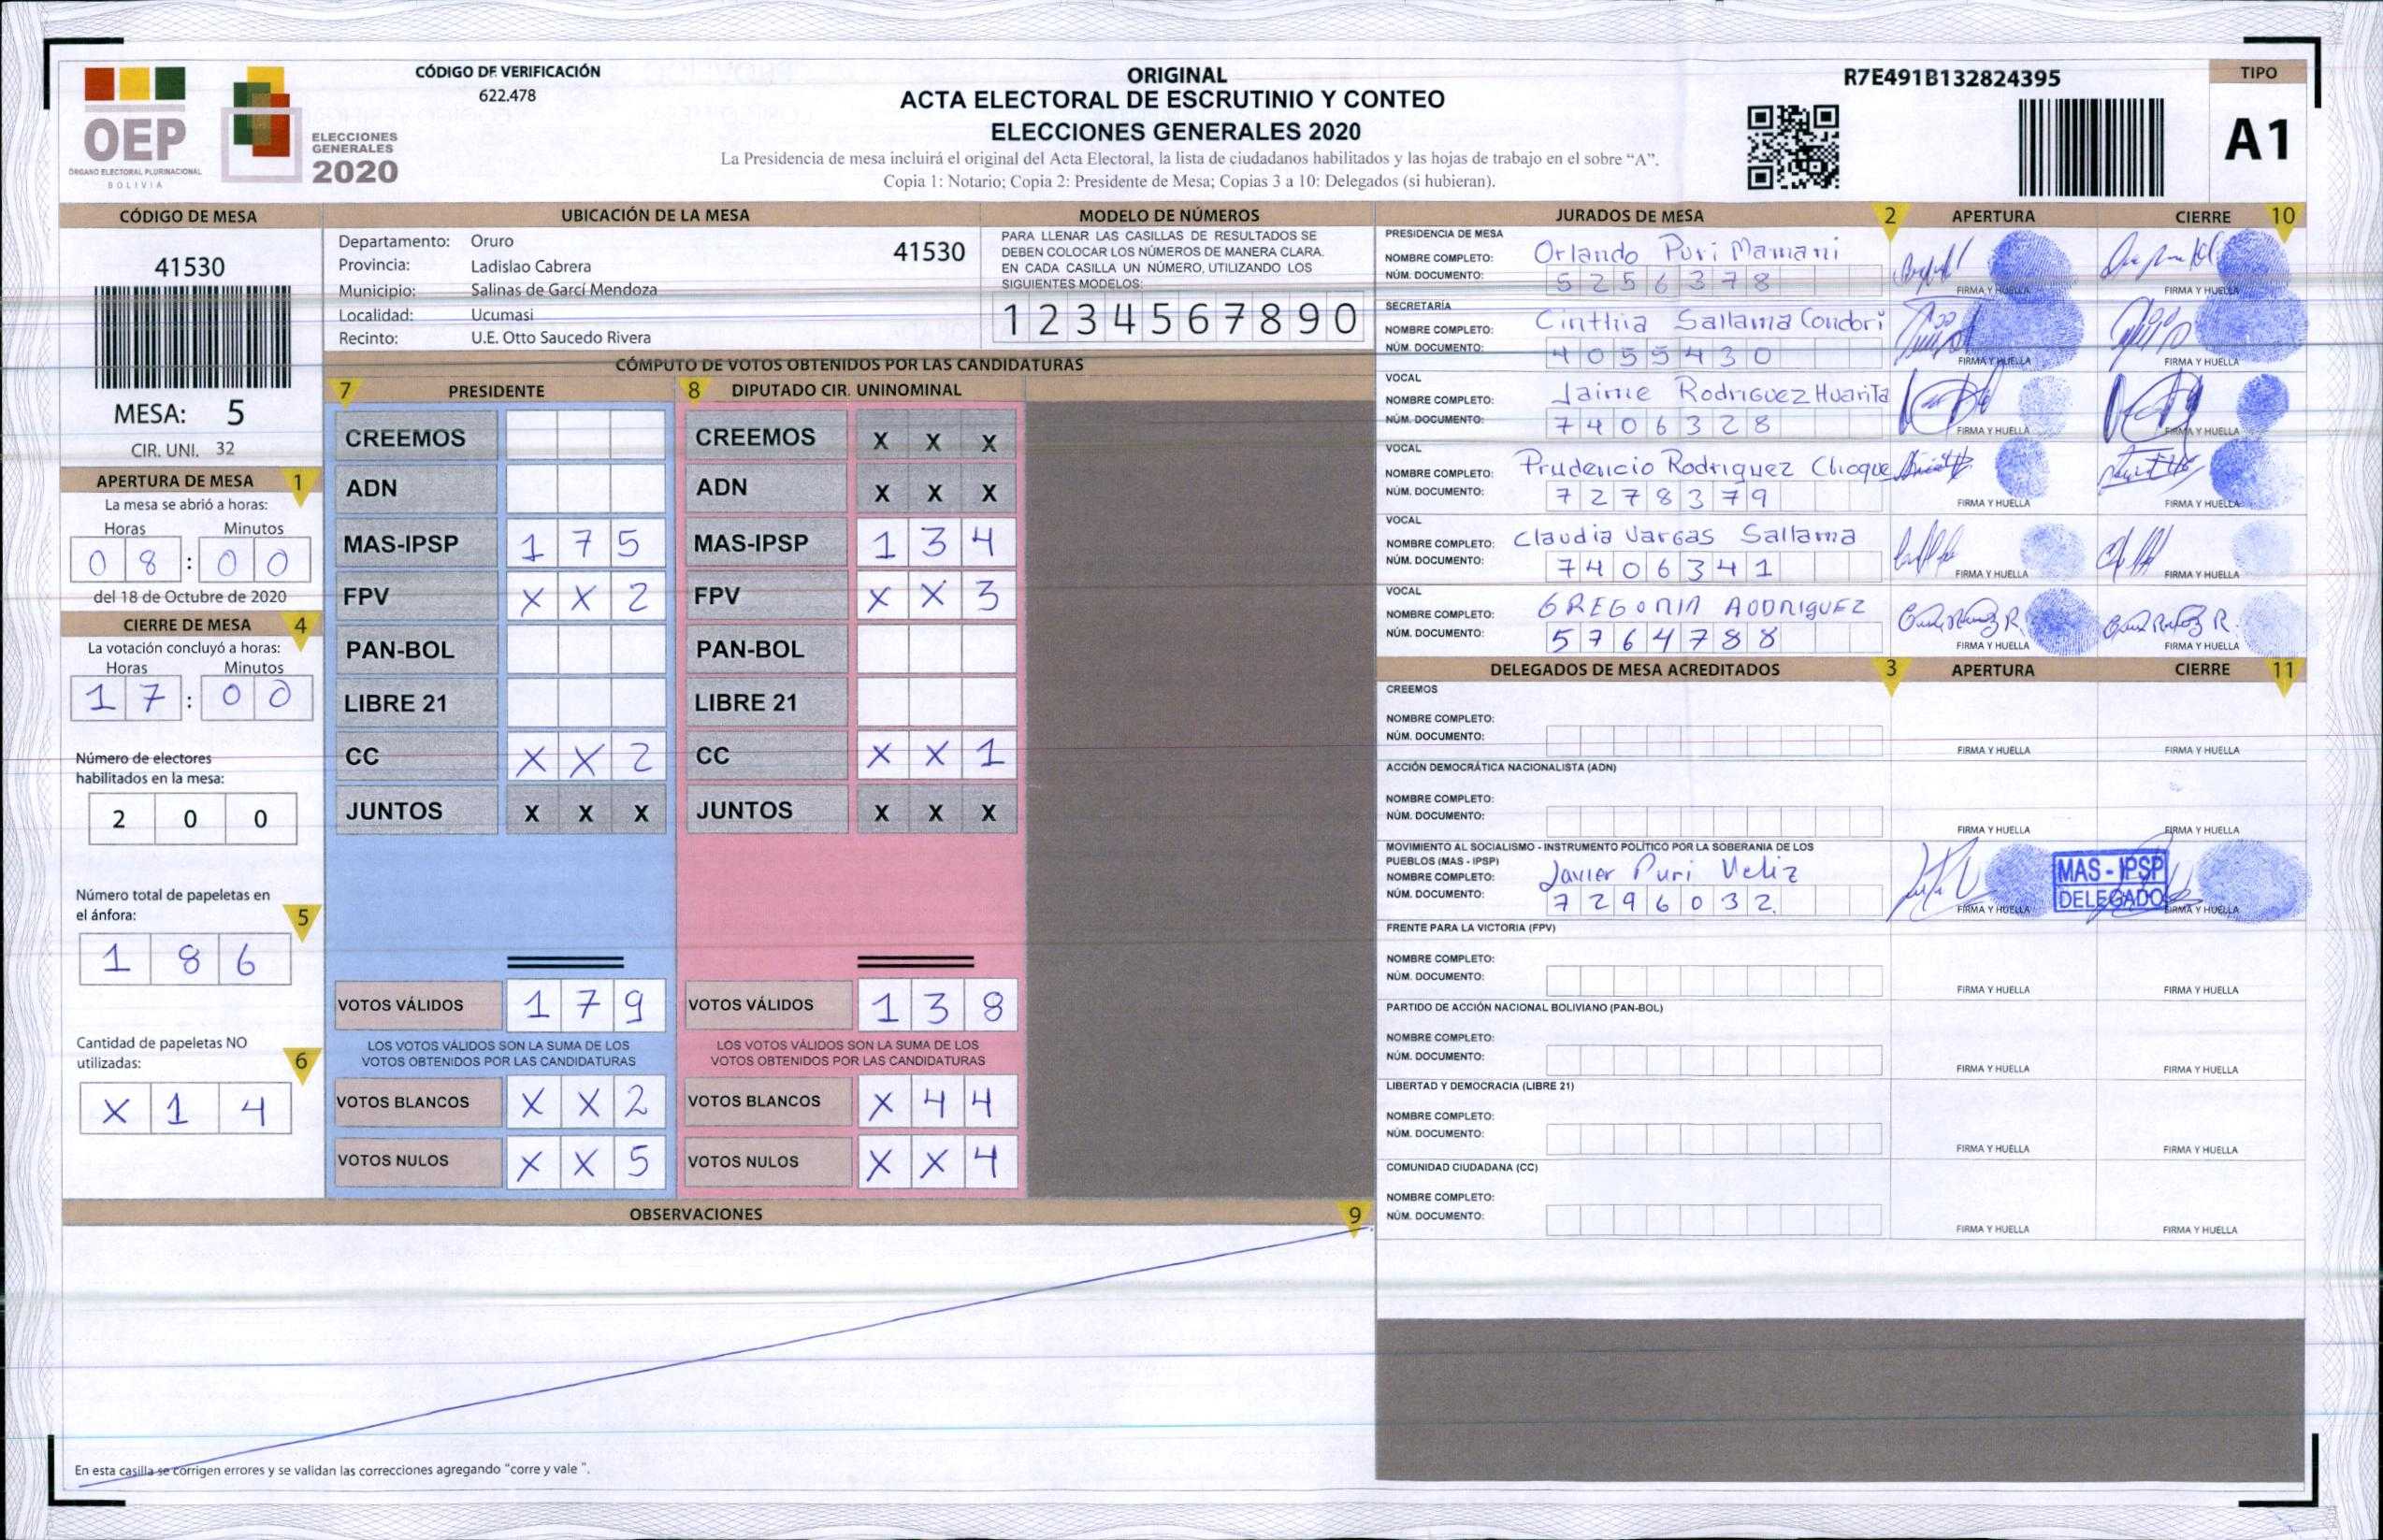 CÓDIGO DE VERIFICACIÓN
622.478
OEP
ÓRGANO ELECTORAL PLURINACIONAL
BOLIVIA
ELECCIONES
GENERALES
2020
ORIGINAL
ACTA ELECTORAL DE ESCRUTINIO Y CONTEO
ELECCIONES GENERALES 2020
La Presidencia de mesa incluirá el original del Acta Electoral, la lista de ciudadanos habilitados y las hojas de trabajo en el sobre “A”.
Copia 1: Notario; Copia 2: Presidente de Mesa; Copias 3 a 10: Delegados (si hubieran).
R7E491B132824395
TIPO
A1
CÓDIGO DE MESA
41530
MESA: 5
CIR. UNI. 32
APERTURA DE MESA 1
La mesa se abrió a horas:
Horas Minutos
0 8 : 0 0
del 18 de Octubre de 2020
CIERRE DE MESA 4
La votación concluyó a horas:
Horas Minutos
1 7 : 0 0
Número de electores
habilitados en la mesa:
2 0 0
Número total de papeletas en
el ánfora: 5
1 8 6
Cantidad de papeletas NO
utilizadas: 6
X 1 4
UBICACIÓN DE LA MESA
Departamento: Oruro 41530
Provincia: Ladislao Cabrera
Municipio: Salinas de Garcí Mendoza
Localidad: Ucumasi
Recinto: U.E. Otto Saucedo Rivera
MODELO DE NÚMEROS
PARA LLENAR LAS CASILLAS DE RESULTADOS SE
DEBEN COLOCAR LOS NÚMEROS DE MANERA CLARA.
EN CADA CASILLA UN NÚMERO, UTILIZANDO LOS
SIGUIENTES MODELOS:
1 2 3 4 5 6 7 8 9 0
CÓMPUTO DE VOTOS OBTENIDOS POR LAS CANDIDATURAS
7 PRESIDENTE
CREEMOS
ADN
MAS-IPSP 1 7 5
FPV X X 2
PAN-BOL
LIBRE 21
CC X X 2
JUNTOS X X X
VOTOS VÁLIDOS 1 7 9
LOS VOTOS VÁLIDOS SON LA SUMA DE LOS
VOTOS OBTENIDOS POR LAS CANDIDATURAS
VOTOS BLANCOS X X 2
VOTOS NULOS X X 5
8 DIPUTADO CIR. UNINOMINAL
CREEMOS X X X
ADN X X X
MAS-IPSP 1 3 4
FPV X X 3
PAN-BOL
LIBRE 21
CC X X 1
JUNTOS X X X
VOTOS VÁLIDOS 1 3 8
LOS VOTOS VÁLIDOS SON LA SUMA DE LOS
VOTOS OBTENIDOS POR LAS CANDIDATURAS
VOTOS BLANCOS X 4 4
VOTOS NULOS X X 4
OBSERVACIONES 9
En esta casilla se corrigen errores y se validan las correcciones agregando “corre y vale ”.
JURADOS DE MESA 2 APERTURA CIERRE 10
PRESIDENCIA DE MESA
NOMBRE COMPLETO: Orlando Puri Mamani
NÚM. DOCUMENTO: 5256378
FIRMA Y HUELLA FIRMA Y HUELLA
SECRETARÍA
NOMBRE COMPLETO: Cinthia Sallama Condori
NÚM. DOCUMENTO: 4055430
FIRMA Y HUELLA FIRMA Y HUELLA
VOCAL
NOMBRE COMPLETO: Jaime Rodriguez Huarita
NÚM. DOCUMENTO: 7406328
FIRMA Y HUELLA FIRMA Y HUELLA
VOCAL
NOMBRE COMPLETO: Prudencio Rodriguez Choque
NÚM. DOCUMENTO: 7278379
FIRMA Y HUELLA FIRMA Y HUELLA
VOCAL
NOMBRE COMPLETO: Claudia Vargas Sallama
NÚM. DOCUMENTO: 7406341
FIRMA Y HUELLA FIRMA Y HUELLA
VOCAL
NOMBRE COMPLETO: GREGORIA RODRIGUEZ
NÚM. DOCUMENTO: 5764788
FIRMA Y HUELLA FIRMA Y HUELLA
DELEGADOS DE MESA ACREDITADOS 3 APERTURA CIERRE 11
CREEMOS
NOMBRE COMPLETO:
NÚM. DOCUMENTO:
FIRMA Y HUELLA FIRMA Y HUELLA
ACCIÓN DEMOCRÁTICA NACIONALISTA (ADN)
NOMBRE COMPLETO:
NÚM. DOCUMENTO:
FIRMA Y HUELLA FIRMA Y HUELLA
MOVIMIENTO AL SOCIALISMO - INSTRUMENTO POLÍTICO POR LA SOBERANIA DE LOS
PUEBLOS (MAS - IPSP)
NOMBRE COMPLETO: Javier Puri Veliz
NÚM. DOCUMENTO: 7296032
MAS - IPSP
DELEGADO
FIRMA Y HUELLA FIRMA Y HUELLA
FRENTE PARA LA VICTORIA (FPV)
NOMBRE COMPLETO:
NÚM. DOCUMENTO:
FIRMA Y HUELLA FIRMA Y HUELLA
PARTIDO DE ACCIÓN NACIONAL BOLIVIANO (PAN-BOL)
NOMBRE COMPLETO:
NÚM. DOCUMENTO:
FIRMA Y HUELLA FIRMA Y HUELLA
LIBERTAD Y DEMOCRACIA (LIBRE 21)
NOMBRE COMPLETO:
NÚM. DOCUMENTO:
FIRMA Y HUELLA FIRMA Y HUELLA
COMUNIDAD CIUDADANA (CC)
NOMBRE COMPLETO:
NÚM. DOCUMENTO:
FIRMA Y HUELLA FIRMA Y HUELLA